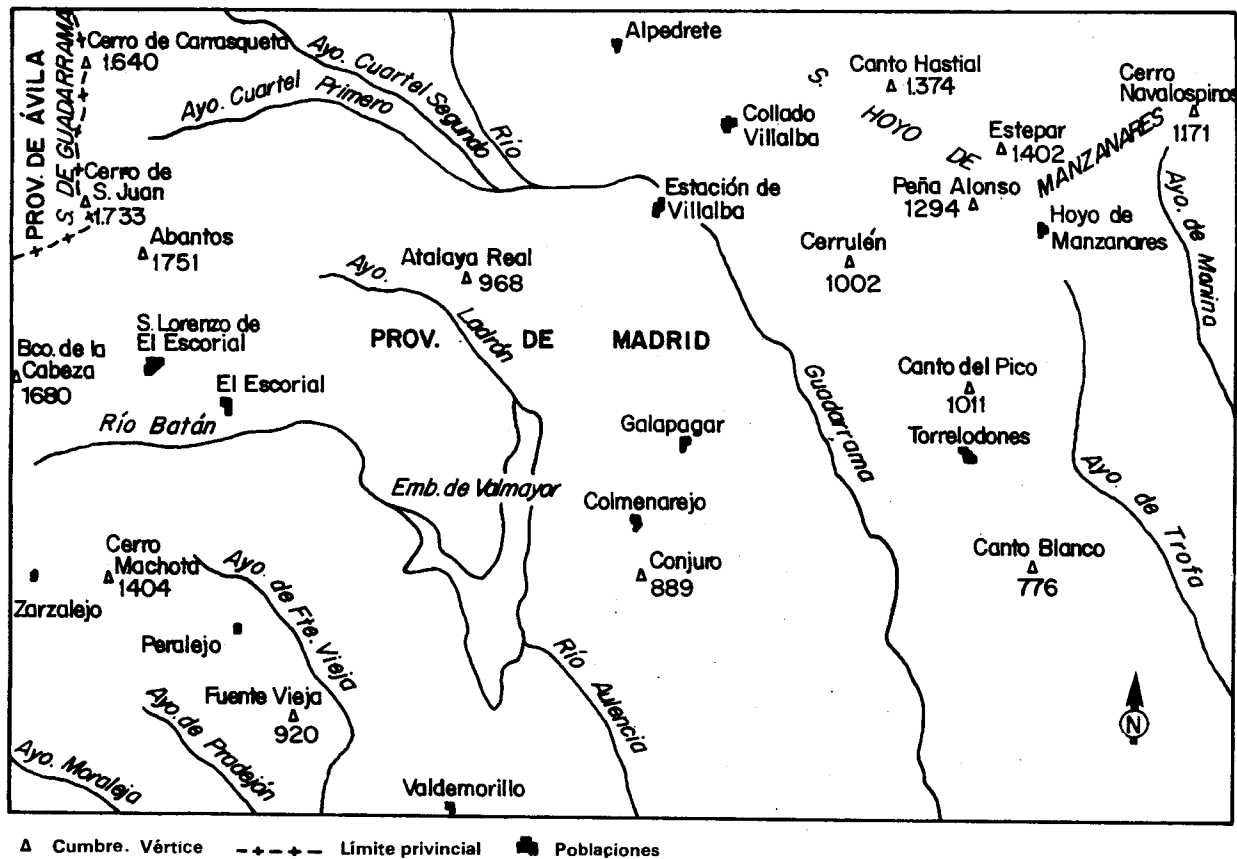 PROV. DE ÁVILA
S. DE GUADARRAMA
Cerro de Carrasqueta
1.640
Ayo. Cuartel Segundo
Ayo. Cuartel Primero
Río
Alpedrete
S. HOYO DE MANZANARES
Canto Hastial
1.374
Cerro
Navalospinos
1171
Collado
Villalba
Estepar
1.402
Cerro de
S. Juan
1.733
Estación de
Villalba
Peña Alonso
1294
Hoyo de
Manzanares
Ayo. de Manina
Abantos
1751
Atalaya Real
968
Cerrulén
1002
Ayo. Ladrón
PROV. DE MADRID
S. Lorenzo de
El Escorial
Bco. de la
Cabeza
1680
El Escorial
Guadarrama
Canto del Pico
1011
Río Batán
Galapagar
Torrelodones
Emb. de Valmayor
Colmenarejo
Ayo. de Trofa
Cerro
Machota
1404
Ayo. de Fte. Vieja
Conjuro
889
Canto Blanco
776
Zarzalejo
Peralejo
Río Aulencia
Fuente Vieja
920
Ayo. de Pradejón
Ayo. Moraleja
Valdemorillo
N
Cumbre. Vértice
Límite privincial
Poblaçiones